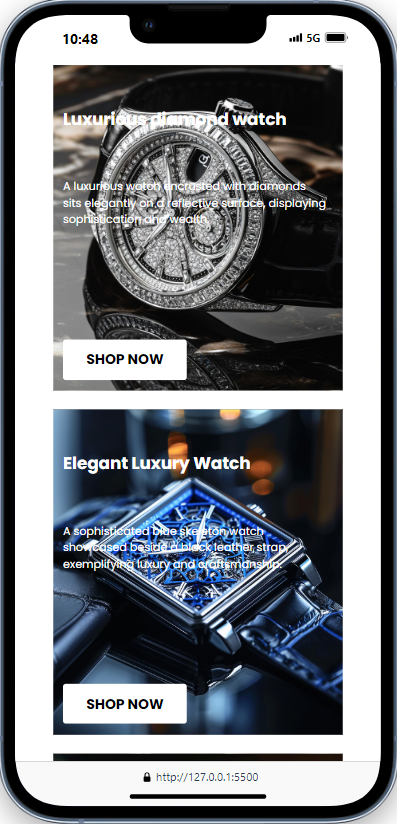 10:48
5G
Luxurious diamond watch
A luxurious watch encrusted with diamonds
sits elegantly on a reflective surface, displaying
sophistication and wealth.
SHOP NOW
Elegant Luxury Watch
A sophisticated blue skeleton watch
showcased beside a black leather strap,
exemplifying luxury and craftsmanship.
SHOP NOW
http://127.0.0.1:5500